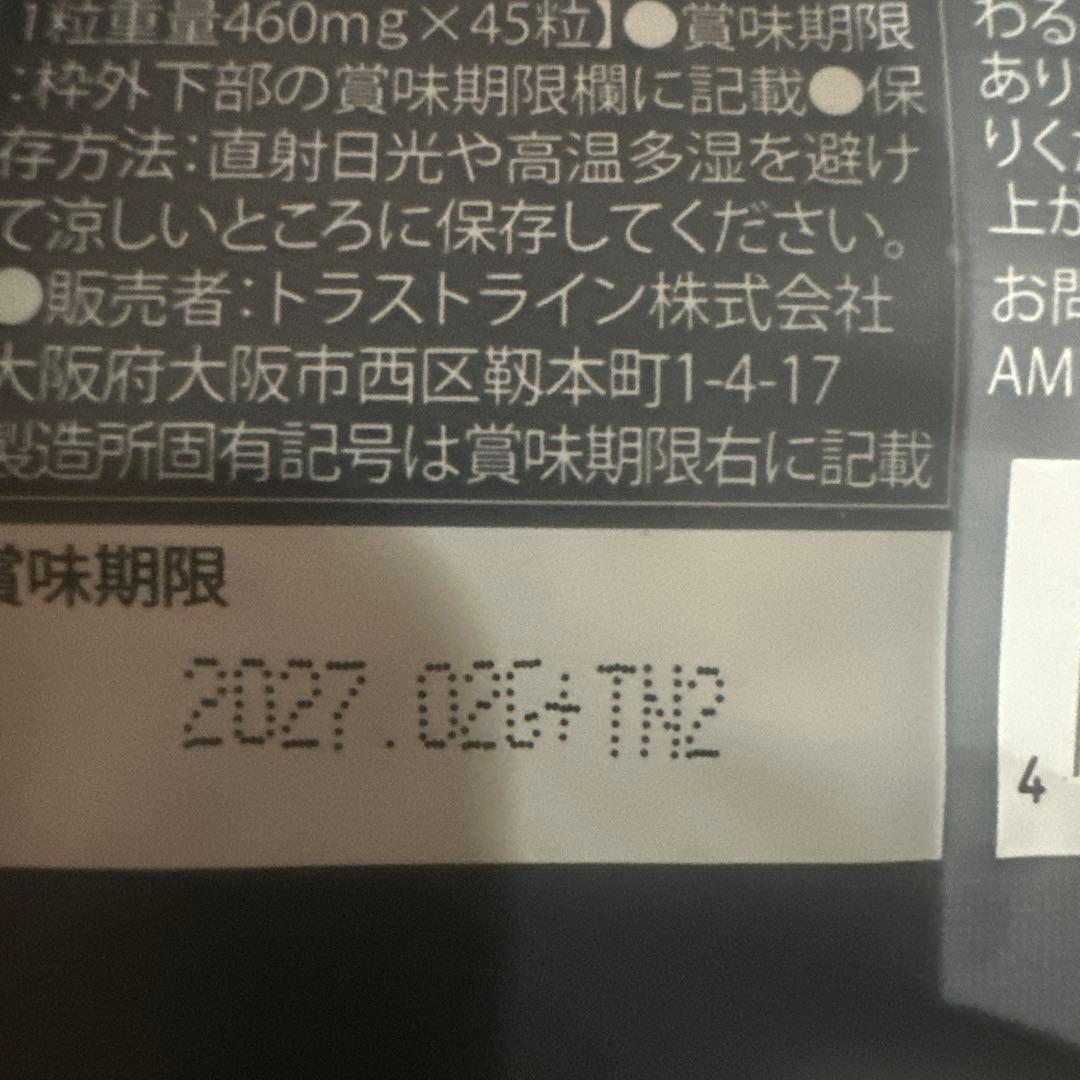 1粒重量460mg×45粒】●賞味期限
:枠外下部の賞味期限欄に記載●保
存方法:直射日光や高温多湿を避け
て涼しいところに保存してください。
●販売者:トラストライン株式会社
大阪府大阪市西区靱本町1-4-17
製造所固有記号は賞味期限右に記載
賞味期限
2027.02
わる
あり
りくだ
上が
お問
AM
4